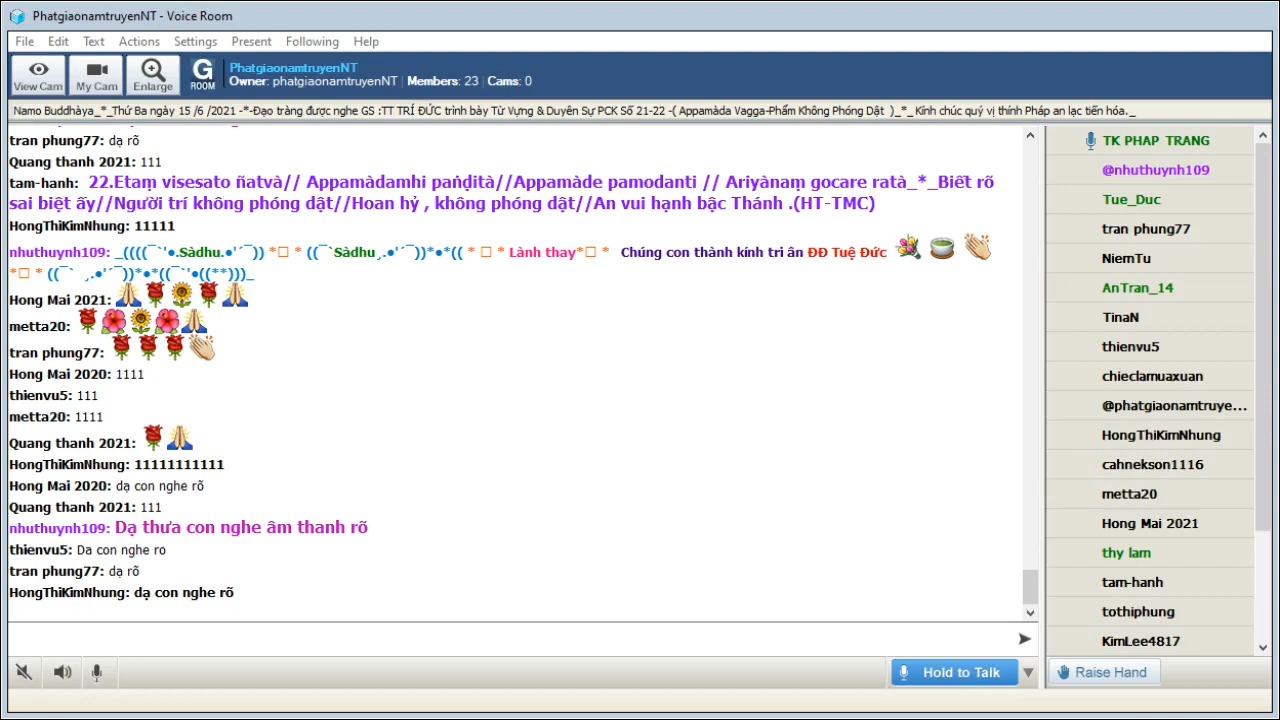 PhatgiaonamtruyenNT - Voice Room
File Edit Text Actions Settings Present Following Help
View Cam My Cam Enlarge G ROOM
PhatgiaonamtruyenNT
Owner: phatgiaonamtruyenNT Members: 23 Cams: 0
Namo Buddhàya_*_Thứ Ba ngày 15 /6 /2021 -*-Đạo tràng được nghe GS :TT TRÍ ĐỨC trình bày Từ Vựng & Duyên Sự PCK Số 21-22 -( Appamàda Vagga-Phẩm Không Phóng Dật )_*_ Kính chúc quý vị thính Pháp an lạc tiến hóa._
tran phung77: dạ rõ
Quang thanh 2021: 111
tam-hanh: 22.Etaṃ visesato ñatvà// Appamàdamhi paṇḍità//Appamàde pamodanti // Ariyànaṃ gocare ratà_*_Biết rõ
sai biệt ấy//Người trí không phóng dật//Hoan hỷ , không phóng dật//An vui hạnh bậc Thánh .(HT-TMC)
HongThiKimNhung: 11111
nhuthuynh109: _((((¯`'•.Sàdhu.•'´¯)) *□ * ((¯`Sàdhu¸.•'´¯))*•*(( * □ * Lành thay*□ * Chúng con thành kính tri ân ĐĐ Tuệ Đức
*□ * ((¯` ¸.•'´¯))*•*((¯`'•((**)))_
Hong Mai 2021:
metta20:
tran phung77:
Hong Mai 2020: 1111
thienvu5: 111
metta20: 1111
Quang thanh 2021:
HongThiKimNhung: 11111111111
Hong Mai 2020: dạ con nghe rõ
Quang thanh 2021: 111
nhuthuynh109: Dạ thưa con nghe âm thanh rõ
thienvu5: Da con nghe ro
tran phung77: dạ rõ
HongThiKimNhung: dạ con nghe rõ
Hold to Talk
TK PHAP TRANG
@nhuthuynh109
Tue_Duc
tran phung77
NiemTu
AnTran_14
TinaN
thienvu5
chieclamuaxuan
@phatgiaonamtruye...
HongThiKimNhung
cahnekson1116
metta20
Hong Mai 2021
thy lam
tam-hanh
tothiphung
KimLee4817
Raise Hand